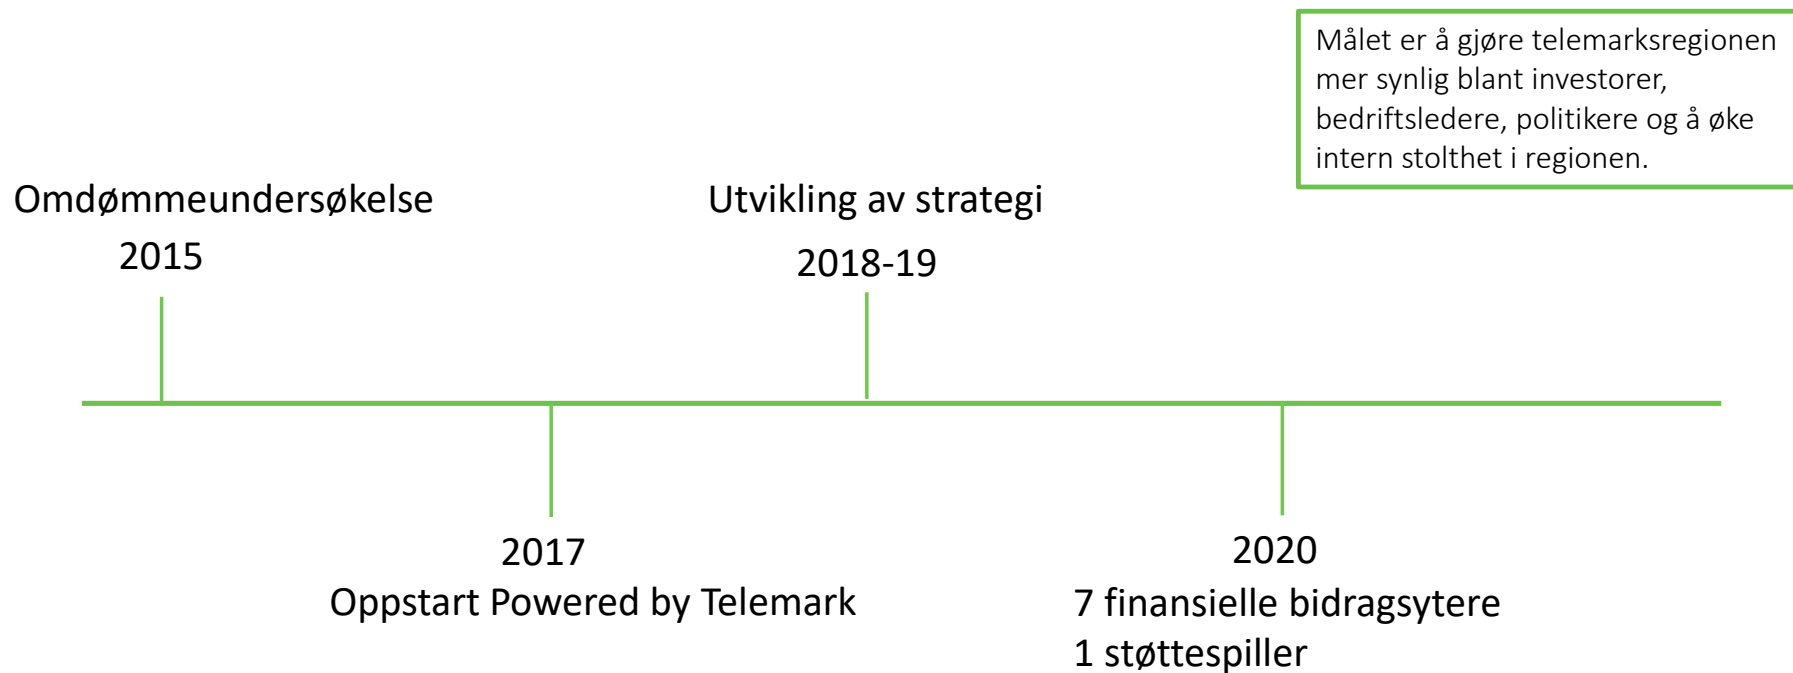 Målet er å gjøre telemarksregionen
mer synlig blant investorer,
bedriftsledere, politikere og å øke
intern stolthet i regionen.
Omdømmeundersøkelse
2015
Utvikling av strategi
2018-19
2017
Oppstart Powered by Telemark
2020
7 finansielle bidragsytere
1 støttespiller